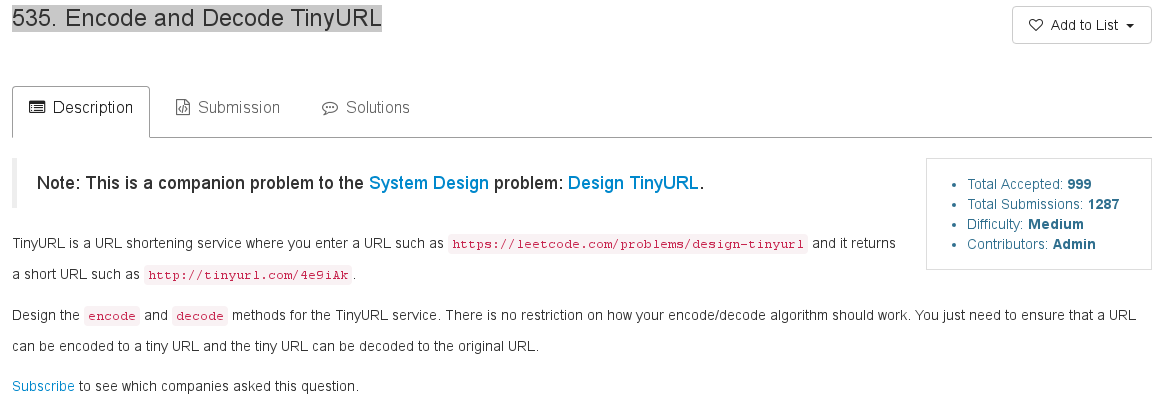 535. Encode and Decode TinyURL
Add to List
Description
Submission
Solutions
Note: This is a companion problem to the System Design problem: Design TinyURL.
Total Accepted: 999
Total Submissions: 1287
Difficulty: Medium
Contributors: Admin
TinyURL is a URL shortening service where you enter a URL such as https://leetcode.com/problems/design-tinyurl and it returns
a short URL such as http://tinyurl.com/4e9iAk.
Design the encode and decode methods for the TinyURL service. There is no restriction on how your encode/decode algorithm should work. You just need to ensure that a URL
can be encoded to a tiny URL and the tiny URL can be decoded to the original URL.
Subscribe to see which companies asked this question.